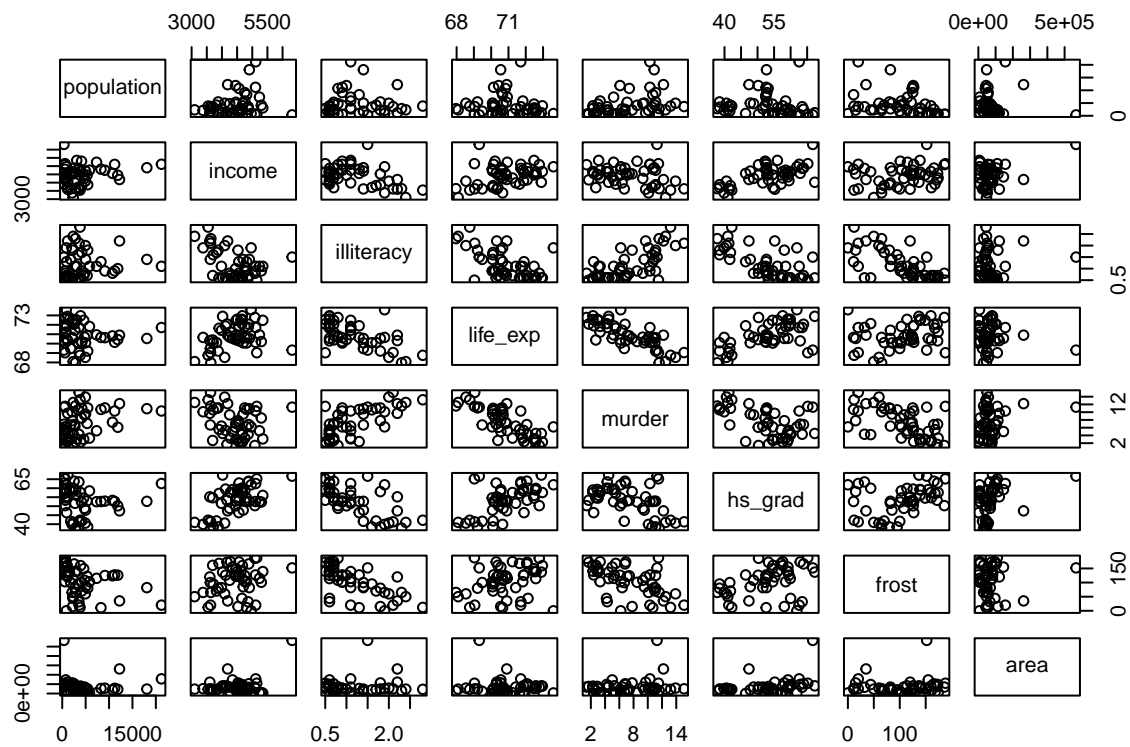 3000 5500 68 71 40 55 0e+00 5e+05
population 0
3000 income
illiteracy 0.5
68 73 life_exp
murder 2 12
40 65 hs_grad
frost 0 150
0e+00 area
0 15000 0.5 2.0 2 8 14 0 100